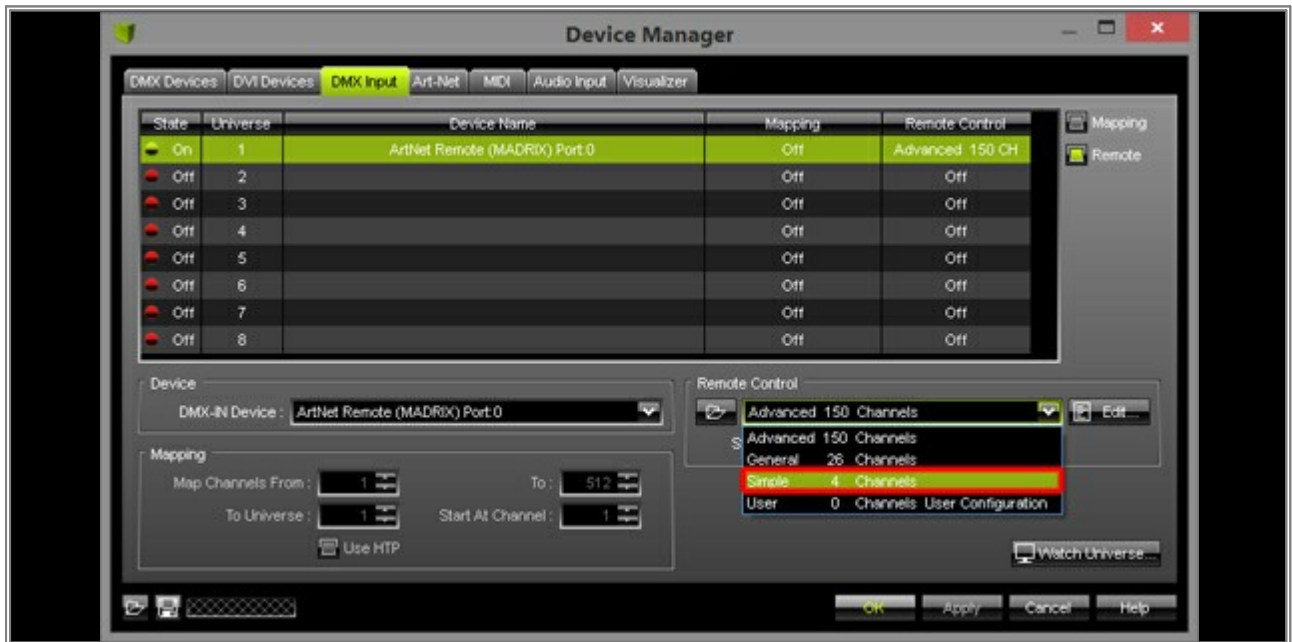 Device Manager
DMX Devices DVI Devices DMX Input Art-Net MIDI Audio Input Visualizer
State Universe Device Name Mapping Remote Control
On 1 ArtNet Remote (MADRIX) Port:0 Off Advanced 150 CH
Off 2 Off Off
Off 3 Off Off
Off 4 Off Off
Off 5 Off Off
Off 6 Off Off
Off 7 Off Off
Off 8 Off Off
Mapping
Remote
Device
DMX-IN Device : ArtNet Remote (MADRIX) Port:0
Mapping
Map Channels From : 1 To : 512
To Universe : 1 Start At Channel : 1
Use HTP
Remote Control
Advanced 150 Channels Edit...
S
Advanced 150 Channels
General 26 Channels
Simple 4 Channels
User 0 Channels User Configuration
Watch Universe...
OK Apply Cancel Help